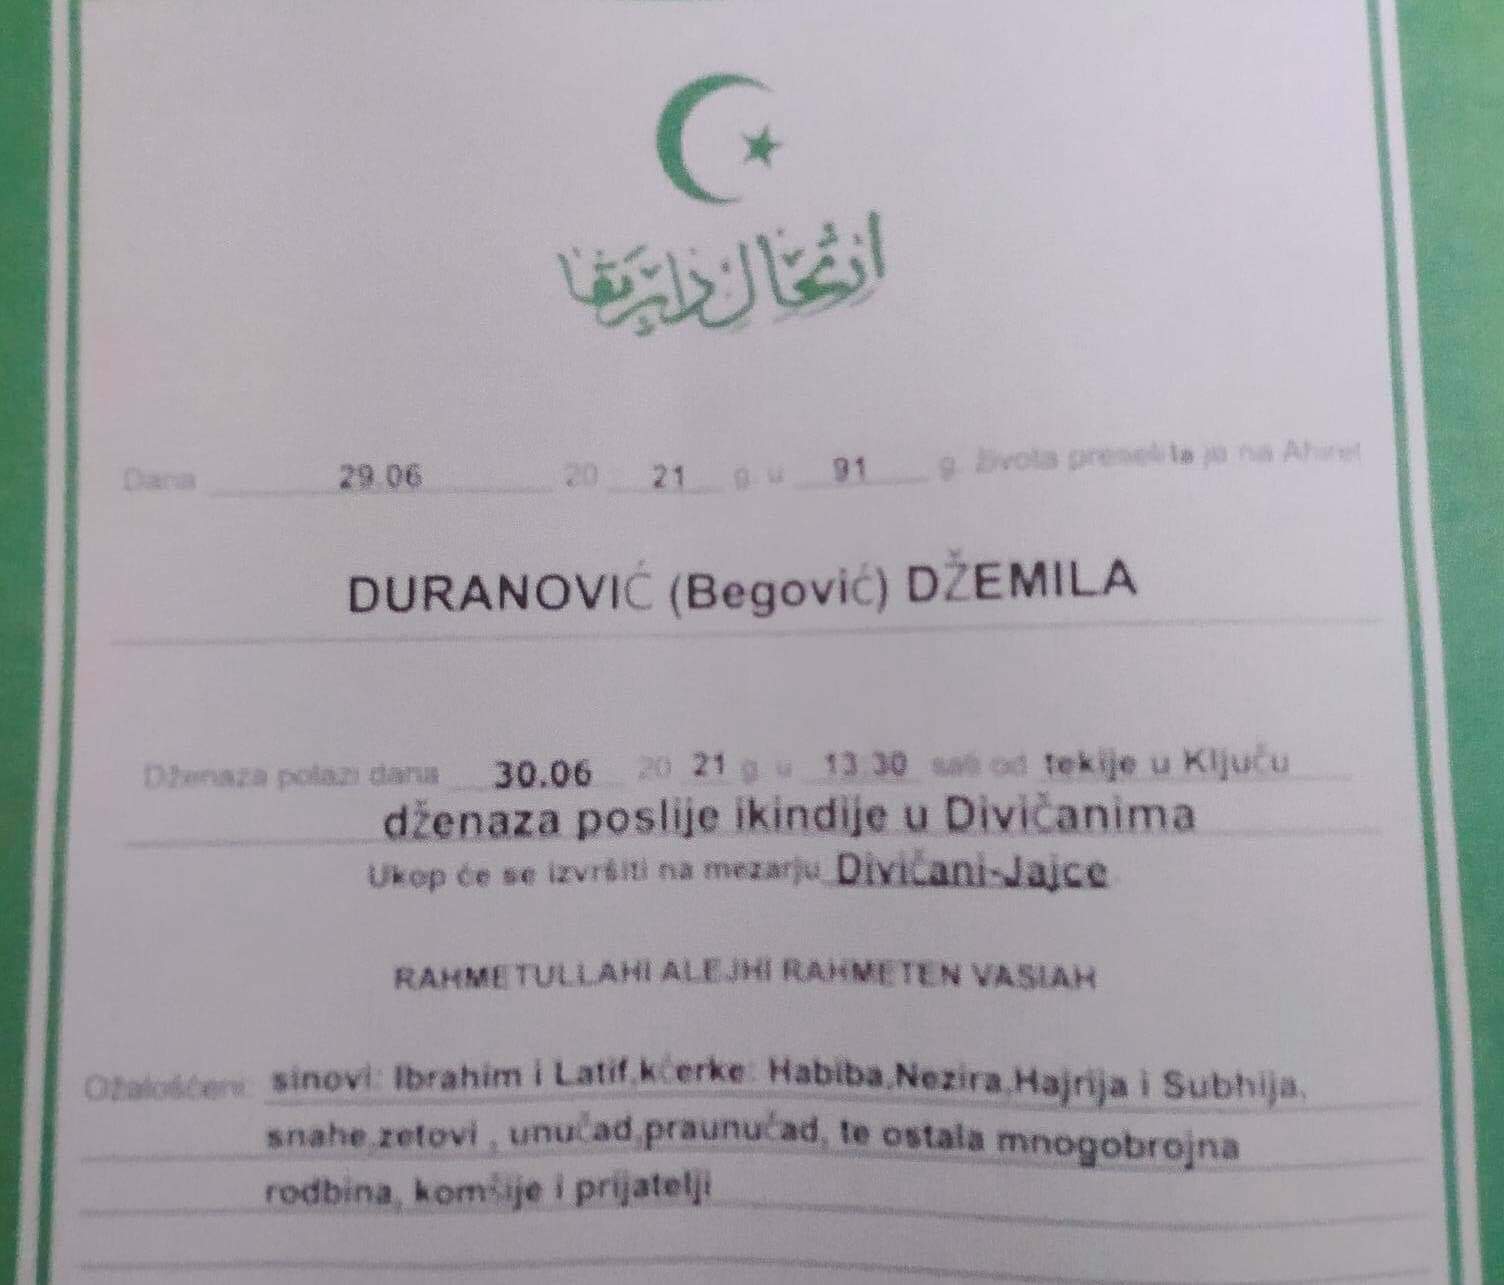 انتقال دار بقا
Dana 29.06 20 21 g. u 91 g. života preselila je na Ahiret
DURANOVIĆ (Begović) DŽEMILA
Dženaza polazi dana 30.06 20 21 g. u 13.30 sati od tekije u Ključu
dženaza poslije ikindije u Divičanima
Ukop će se izvršiti na mezarju Divičani-Jajce
RAHMETULLAHI ALEJHI RAHMETEN VASIAH
Ožalošćeni: sinovi: Ibrahim i Latif,kćerke: Habiba,Nezira,Hajrija i Subhija,
snahe,zetovi , unučad,praunučad, te ostala mnogobrojna
rodbina, komšije i prijatelji